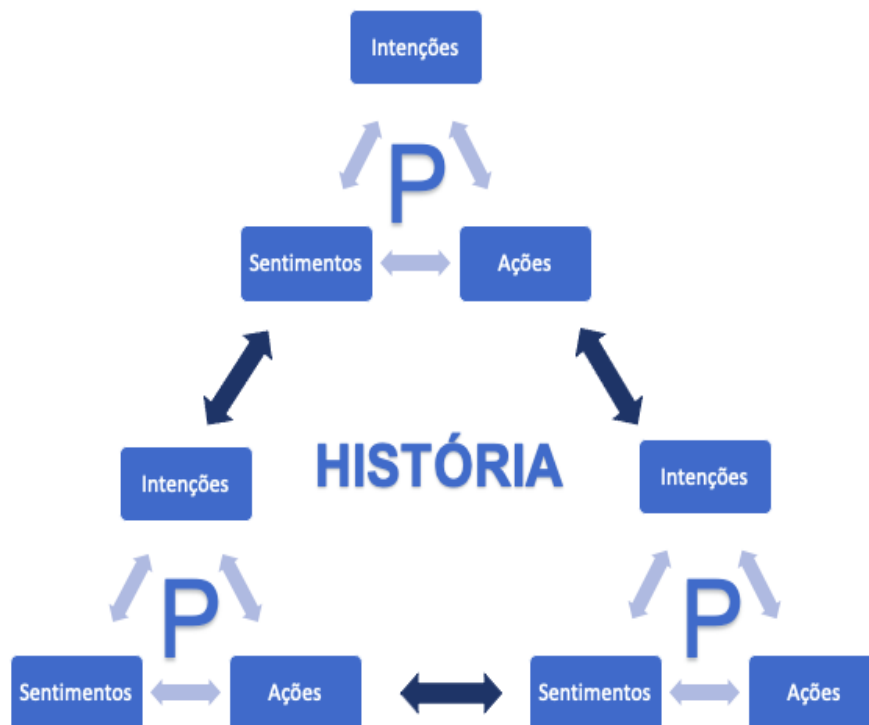 Intenções
P
Sentimentos
Ações
HISTÓRIA
Intenções
P
Sentimentos
Ações
Intenções
P
Sentimentos
Ações